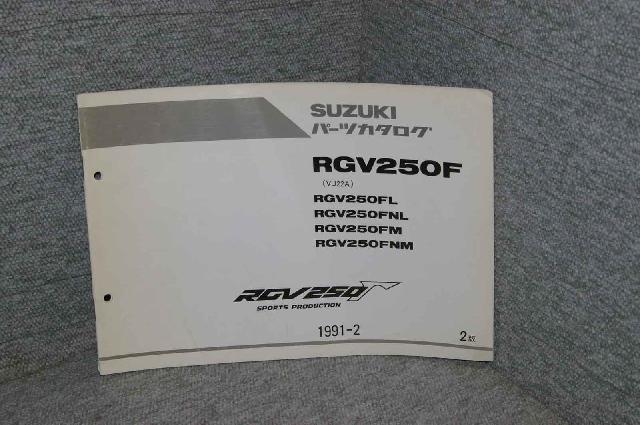 SUZUKI
パーツカタログ
RGV250F
(VJ22A)
RGV250FL
RGV250FNL
RGV250FM
RGV250FNM
RGV250Γ
SPORTS PRODUCTION
1991-2
2版